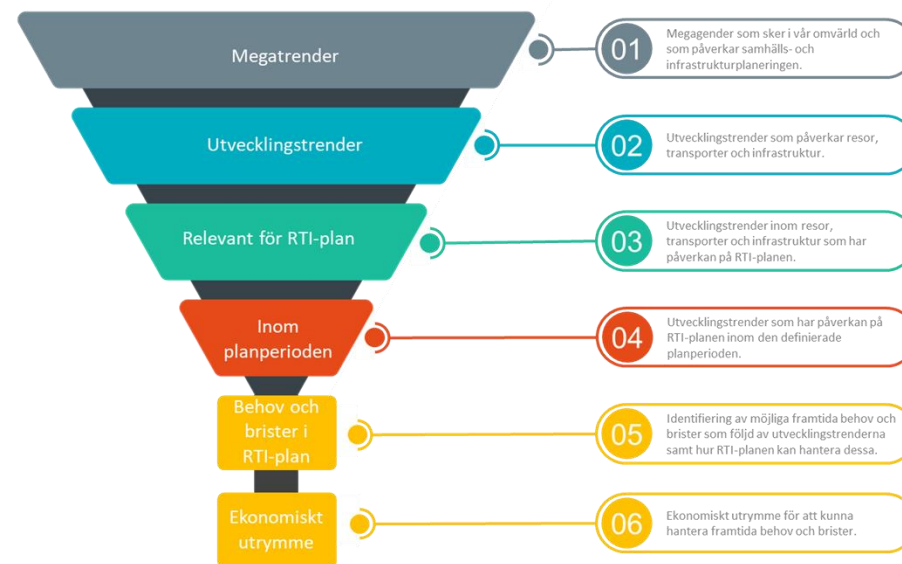 Megatrender
01
Megagender som sker i vår omvärld och
som påverkar samhälls- och
infrastrukturplaneringen.
Utvecklingstrender
02
Utvecklingstrender som påverkar resor,
transporter och infrastruktur.
Relevant för RTI-plan
03
Utvecklingstrender inom resor,
transporter och infrastruktur som har
påverkan på RTI-planen.
Inom
planperioden
04
Utvecklingstrender som har påverkan på
RTI-planen inom den definierade
planperioden.
Behov och
brister i
RTI-plan
05
Identifiering av möjliga framtida behov och
brister som följd av utvecklingstrenderna
samt hur RTI-planen kan hantera dessa.
Ekonomiskt
utrymme
06
Ekonomiskt utrymme för att kunna
hantera framtida behov och brister.